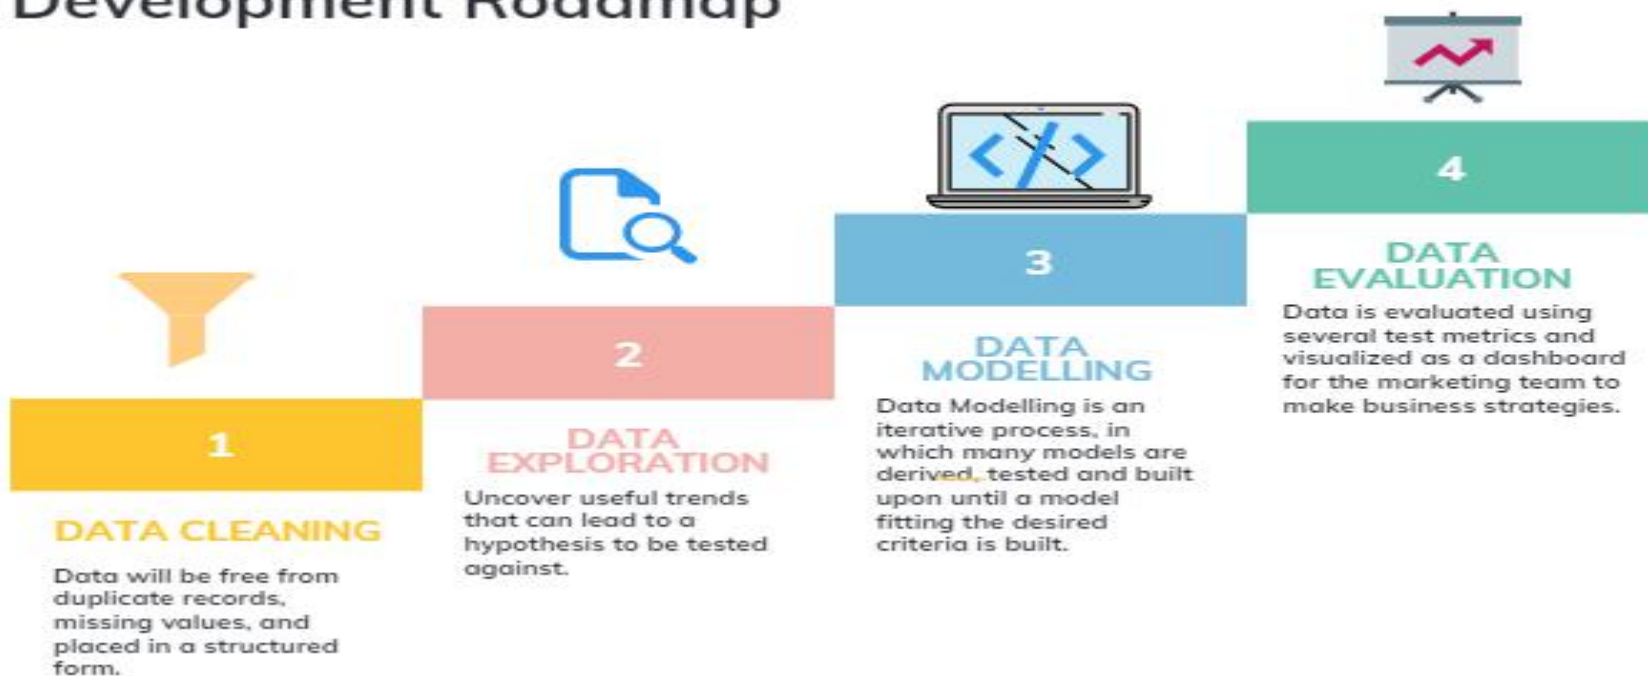 Development Roadmap
1
DATA CLEANING
Data will be free from
duplicate records,
missing values, and
placed in a structured
form.
2
DATA
EXPLORATION
Uncover useful trends
that can lead to a
hypothesis to be tested
against.
3
DATA
MODELLING
Data Modelling is an
iterative process, in
which many models are
derived, tested and built
upon until a model
fitting the desired
criteria is built.
4
DATA
EVALUATION
Data is evaluated using
several test metrics and
visualized as a dashboard
for the marketing team to
make business strategies.